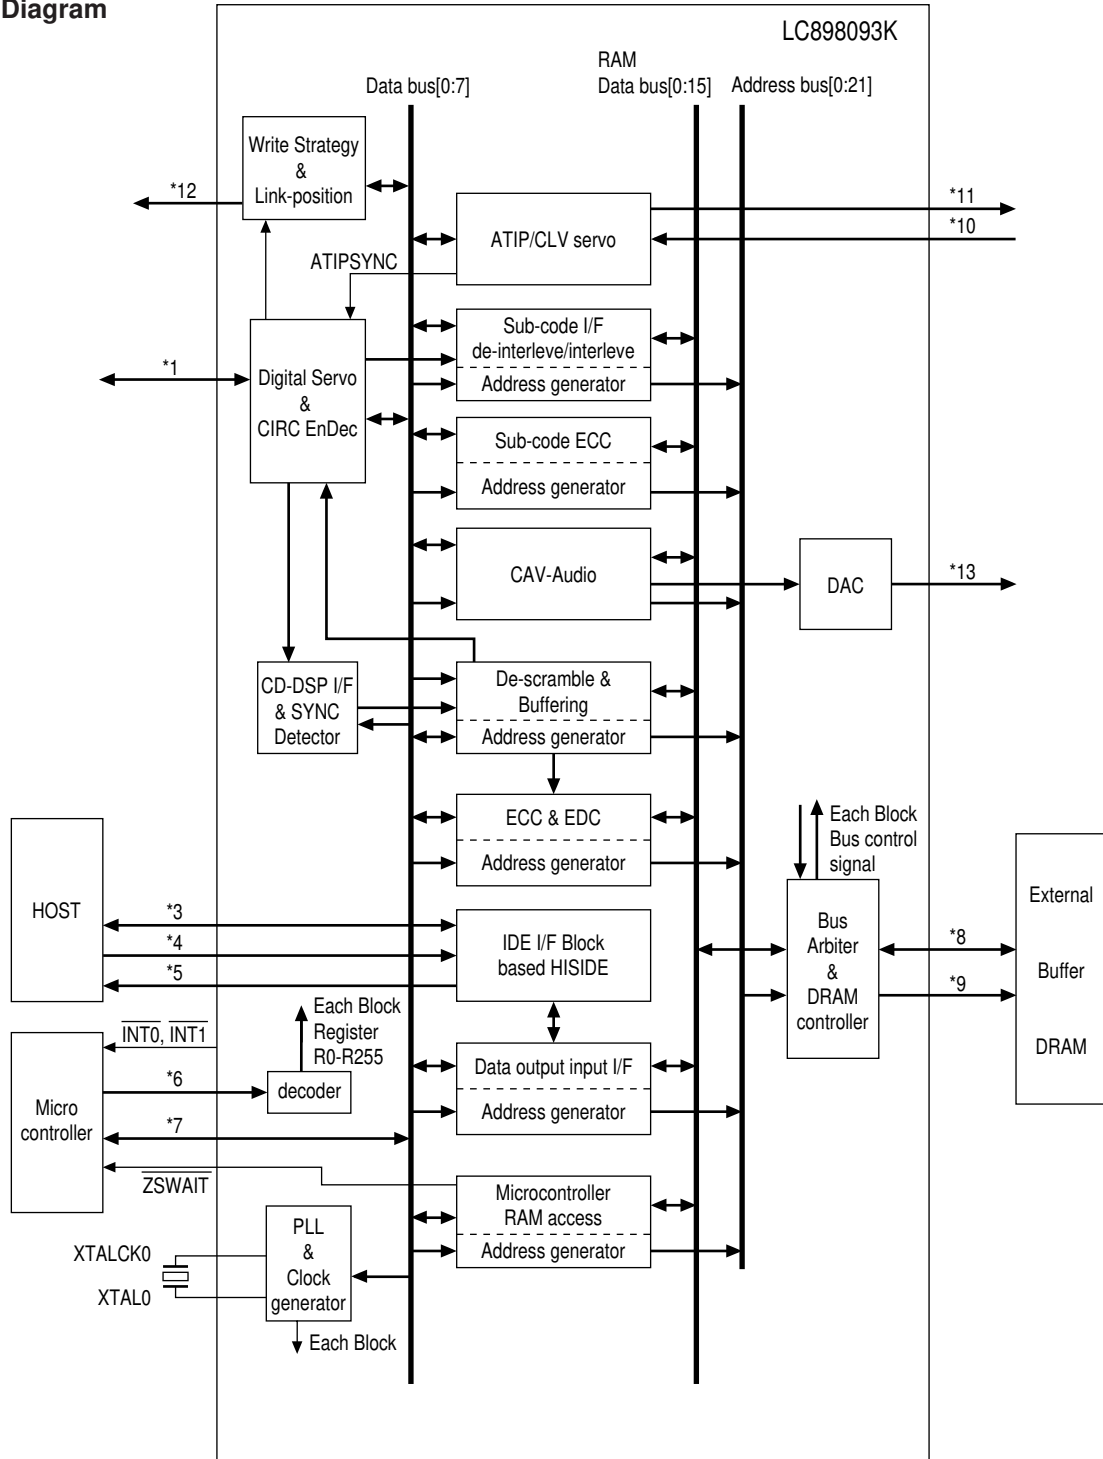 Diagram
LC898093K
RAM
Data bus[0:7]
Data bus[0:15]
Address bus[0:21]
Write Strategy
&
Link-position
*12
ATIP/CLV servo
*11
*10
ATIPSYNC
Sub-code I/F
de-interleve/interleve
Address generator
*1
Digital Servo
&
CIRC EnDec
Sub-code ECC
Address generator
CAV-Audio
DAC
*13
CD-DSP I/F
& SYNC
Detector
De-scramble &
Buffering
Address generator
ECC & EDC
Address generator
Each Block
Bus control
signal
HOST
*3
*4
*5
IDE I/F Block
based HISIDE
Bus
Arbiter
&
DRAM
controller
*8
*9
External
Buffer
DRAM
Each Block
Register
R0-R255
INT0, INT1
*6
decoder
Micro
controller
*7
Data output input I/F
Address generator
ZSWAIT
Microcontroller
RAM access
Address generator
XTALCK0
XTAL0
PLL
&
Clock
generator
Each Block